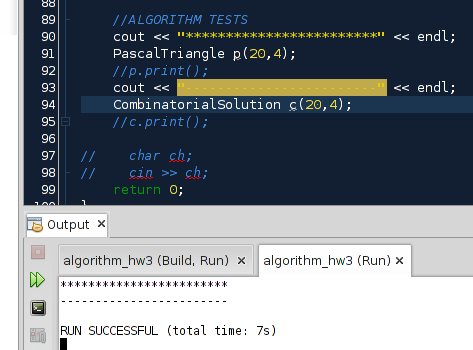 88
89 //ALGORITHM TESTS
90 cout << "************************" << endl;
91 PascalTriangle p(20,4);
92 //p.print();
93 cout << "------------------------" << endl;
94 CombinatorialSolution c(20,4);
95 //c.print();
96
97 // char ch;
98 // cin >> ch;
99 return 0;
100 }
Output ×
algorithm_hw3 (Build, Run) × algorithm_hw3 (Run) ×
************************
------------------------
RUN SUCCESSFUL (total time: 7s)